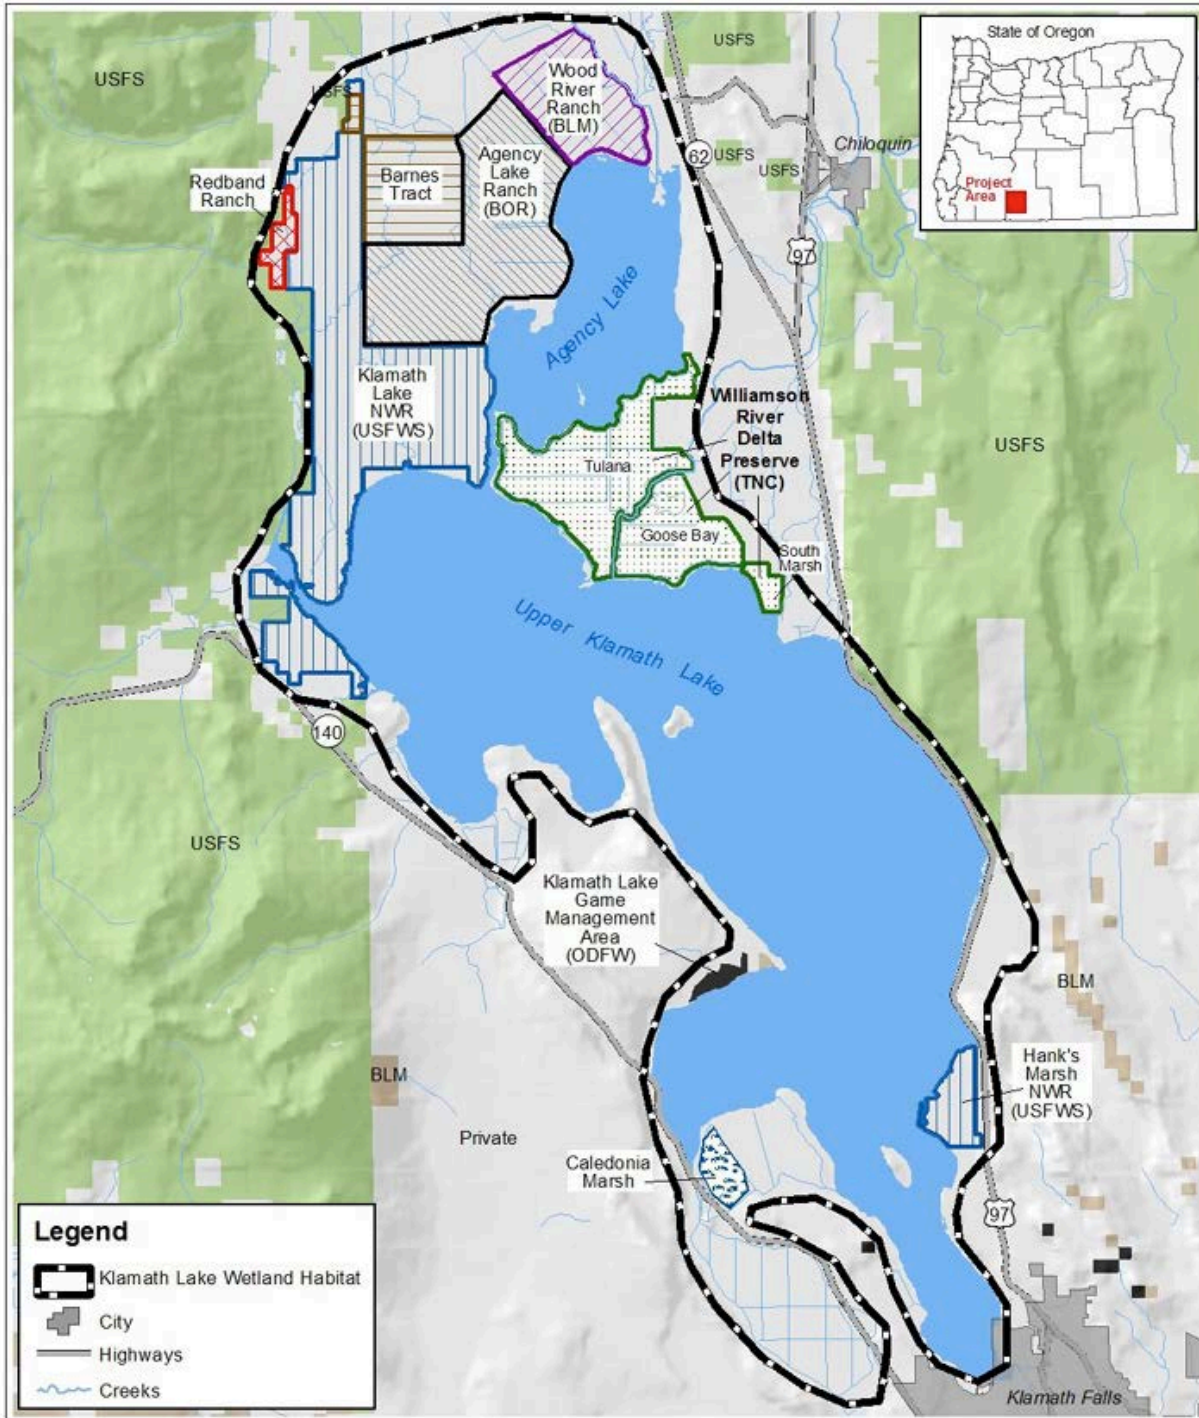 State of Oregon
Project
Area
USFS
USFS
USFS
Wood
River
Ranch
(BLM)
Chiloquin
62
USFS
USFS
Agency
Lake
Ranch
(BOR)
Barnes
Tract
Redband
Ranch
97
Agency Lake
Klamath
Lake
NWR
(USFWS)
Williamson
River
Delta
Preserve
(TNC)
USFS
Tulana
Goose Bay
South
Marsh
Upper Klamath Lake
140
USFS
Klamath Lake
Game
Management
Area
(ODFW)
BLM
Hank's
Marsh
NWR
(USFWS)
BLM
Private
Caledonia
Marsh
97
Legend
Klamath Lake Wetland Habitat
City
Highways
Creeks
Klamath Falls